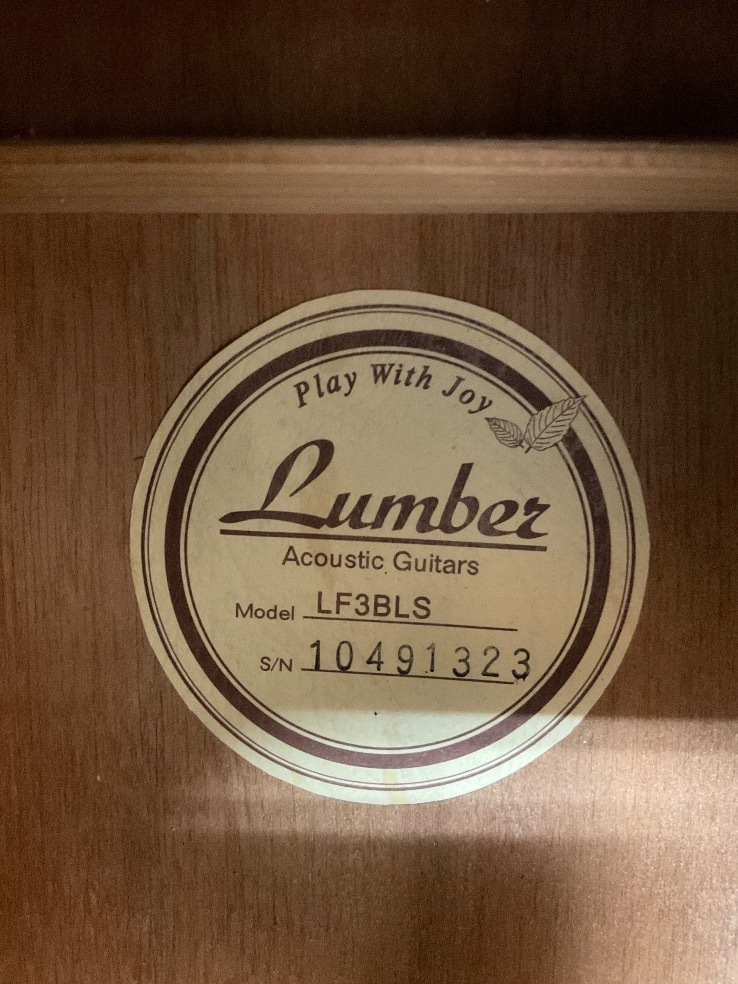 Play With Joy
Lumber
Acoustic Guitars
Model LF3BLS
S/N 10491323